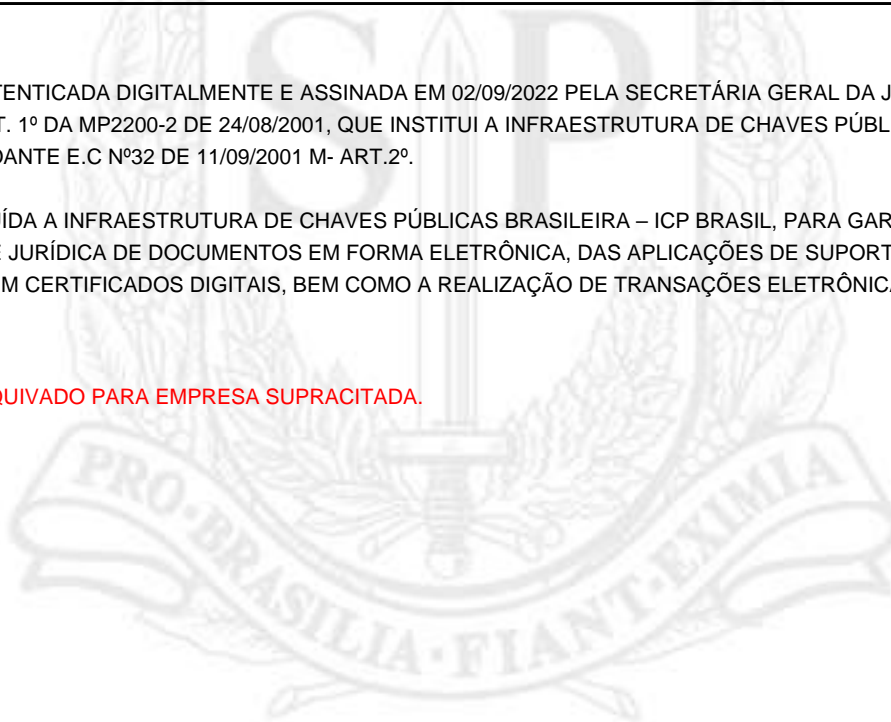 SP
TENTICADA DIGITALMENTE E ASSINADA EM 02/09/2022 PELA SECRETÁRIA GERAL DA J
T. 1º DA MP2200-2 DE 24/08/2001, QUE INSTITUI A INFRAESTRUTURA DE CHAVES PÚBL
DANTE E.C Nº32 DE 11/09/2001 M- ART.2º.
UÍDA A INFRAESTRUTURA DE CHAVES PÚBLICAS BRASILEIRA – ICP BRASIL, PARA GAR
E JURÍDICA DE DOCUMENTOS EM FORMA ELETRÔNICA, DAS APLICAÇÕES DE SUPORT
M CERTIFICADOS DIGITAIS, BEM COMO A REALIZAÇÃO DE TRANSAÇÕES ELETRÔNICA
QUIVADO PARA EMPRESA SUPRACITADA.
PRO·BRASILIA·FIANT·EXIMIA